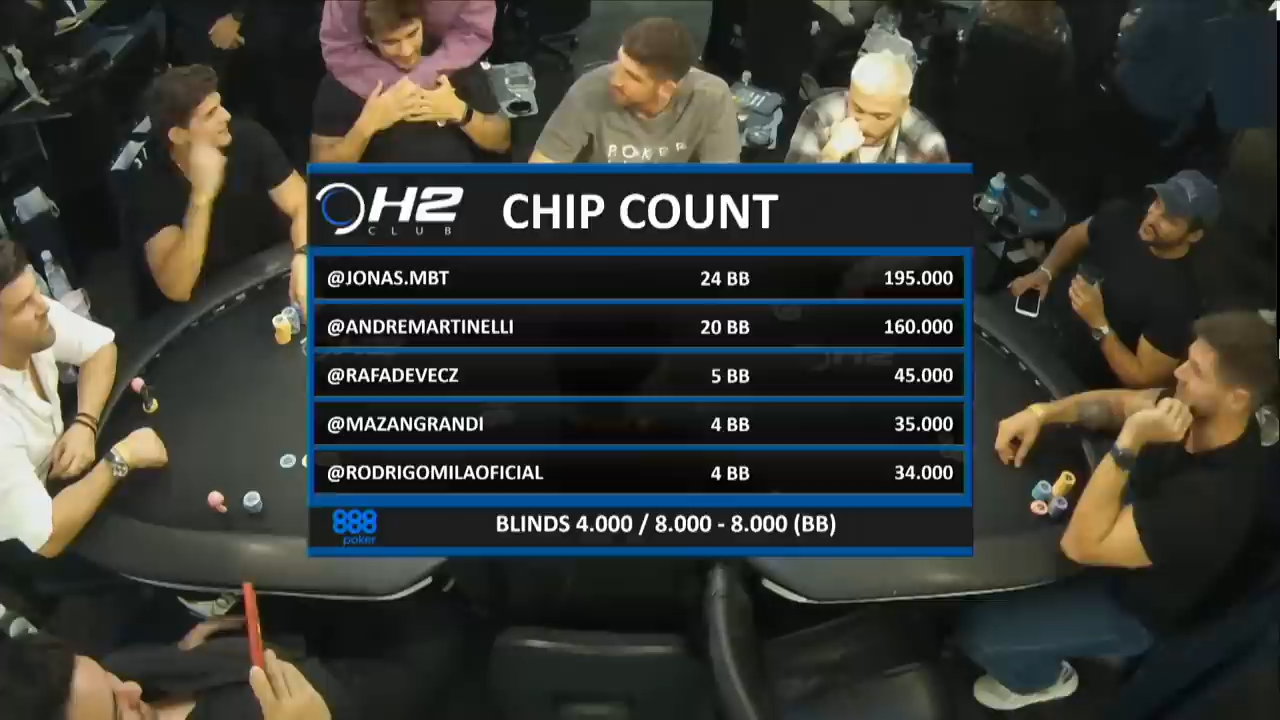 POKER
H2
CLUB
CHIP COUNT
@JONAS.MBT 24 BB 195.000
@ANDREMARTINELLI 20 BB 160.000
@RAFADEVECZ 5 BB 45.000
@MAZANGRANDI 4 BB 35.000
@RODRIGOMILAOFICIAL 4 BB 34.000
888
poker
BLINDS 4.000 / 8.000 - 8.000 (BB)